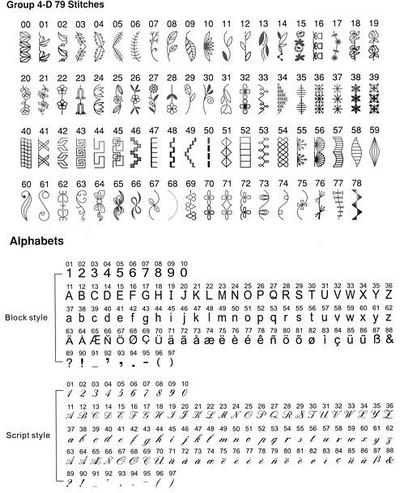 Group 4-D 79 Stitches
00 01 02 03 04 05 06 07 08 09 10 11 12 13 14 15 16 17 18 19
20 21 22 23 24 25 26 27 28 29 30 31 32 33 34 35 36 37 38 39
40 41 42 43 44 45 46 47 48 49 50 51 52 53 54 55 56 57 58 59
60 61 62 63 64 65 66 67 68 69 70 71 72 73 74 75 76 77 78
Alphabets
01 02 03 04 05 06 07 08 09 10
1 2 3 4 5 6 7 8 9 0
11 12 13 14 15 16 17 18 19 20 21 22 23 24 25 26 27 28 29 30 31 32 33 34 35 36
A B C D E F G H I J K L M N O P Q R S T U V W X Y Z
Block style
37 38 39 40 41 42 43 44 45 46 47 48 49 50 51 52 53 54 55 56 57 58 59 60 61 62
a b c d e f g h i j k l m n o p q r s t u v w x y z
63 64 65 66 67 68 69 70 71 72 73 74 75 76 77 78 79 80 81 82 83 84 85 86 87 88
Æ Ñ Ö Ø Ç Ü ß &
89 90 91 92 93 94 95 96 97
? ! _ ' , . - ( )
01 02 03 04 05 06 07 08 09 10
1 2 3 4 5 6 7 8 9 0
11 12 13 14 15 16 17 18 19 20 21 22 23 24 25 26 27 28 29 30 31 32 33 34 35 36
A B C D E F G H I J K L M N O P Q R S T U V W X Y Z
Script style
37 38 39 40 41 42 43 44 45 46 47 48 49 50 51 52 53 54 55 56 57 58 59 60 61 62
a b c d e f g h i j k l m n o p q r s t u v w x y z
63 64 65 66 67 68 69 70 71 72 73 74 75 76 77 78 79 80 81 82 83 84 85 86 87 88
89 90 91 92 93 94 95 96 97
? ! _ ' , . - ( )